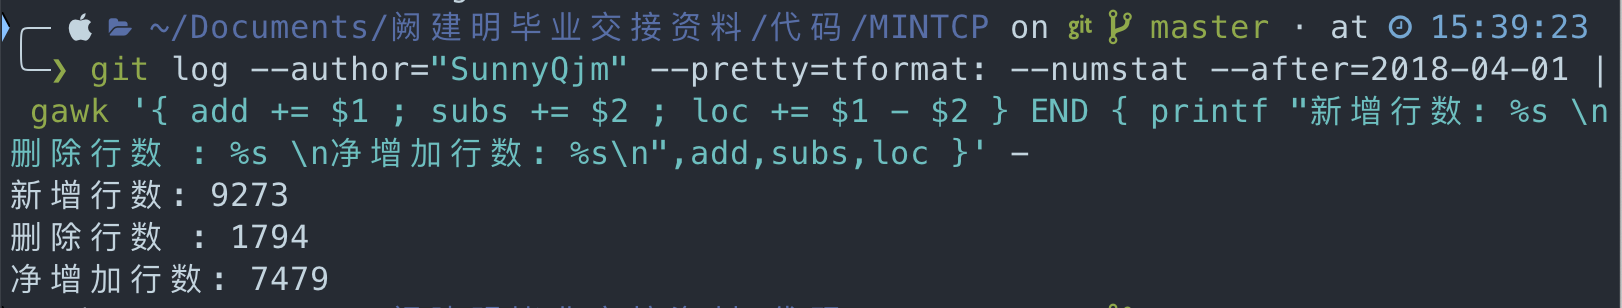 ~/Documents/阙建明毕业交接资料/代码/MINTCP on git master · at 15:39:23
❯ git log --author="SunnyQjm" --pretty=tformat: --numstat --after=2018-04-01 |
gawk '{ add += $1 ; subs += $2 ; loc += $1 - $2 } END { printf "新增行数: %s \n
删除行数 : %s \n净增加行数: %s\n",add,subs,loc }' -
新增行数: 9273
删除行数 : 1794
净增加行数: 7479